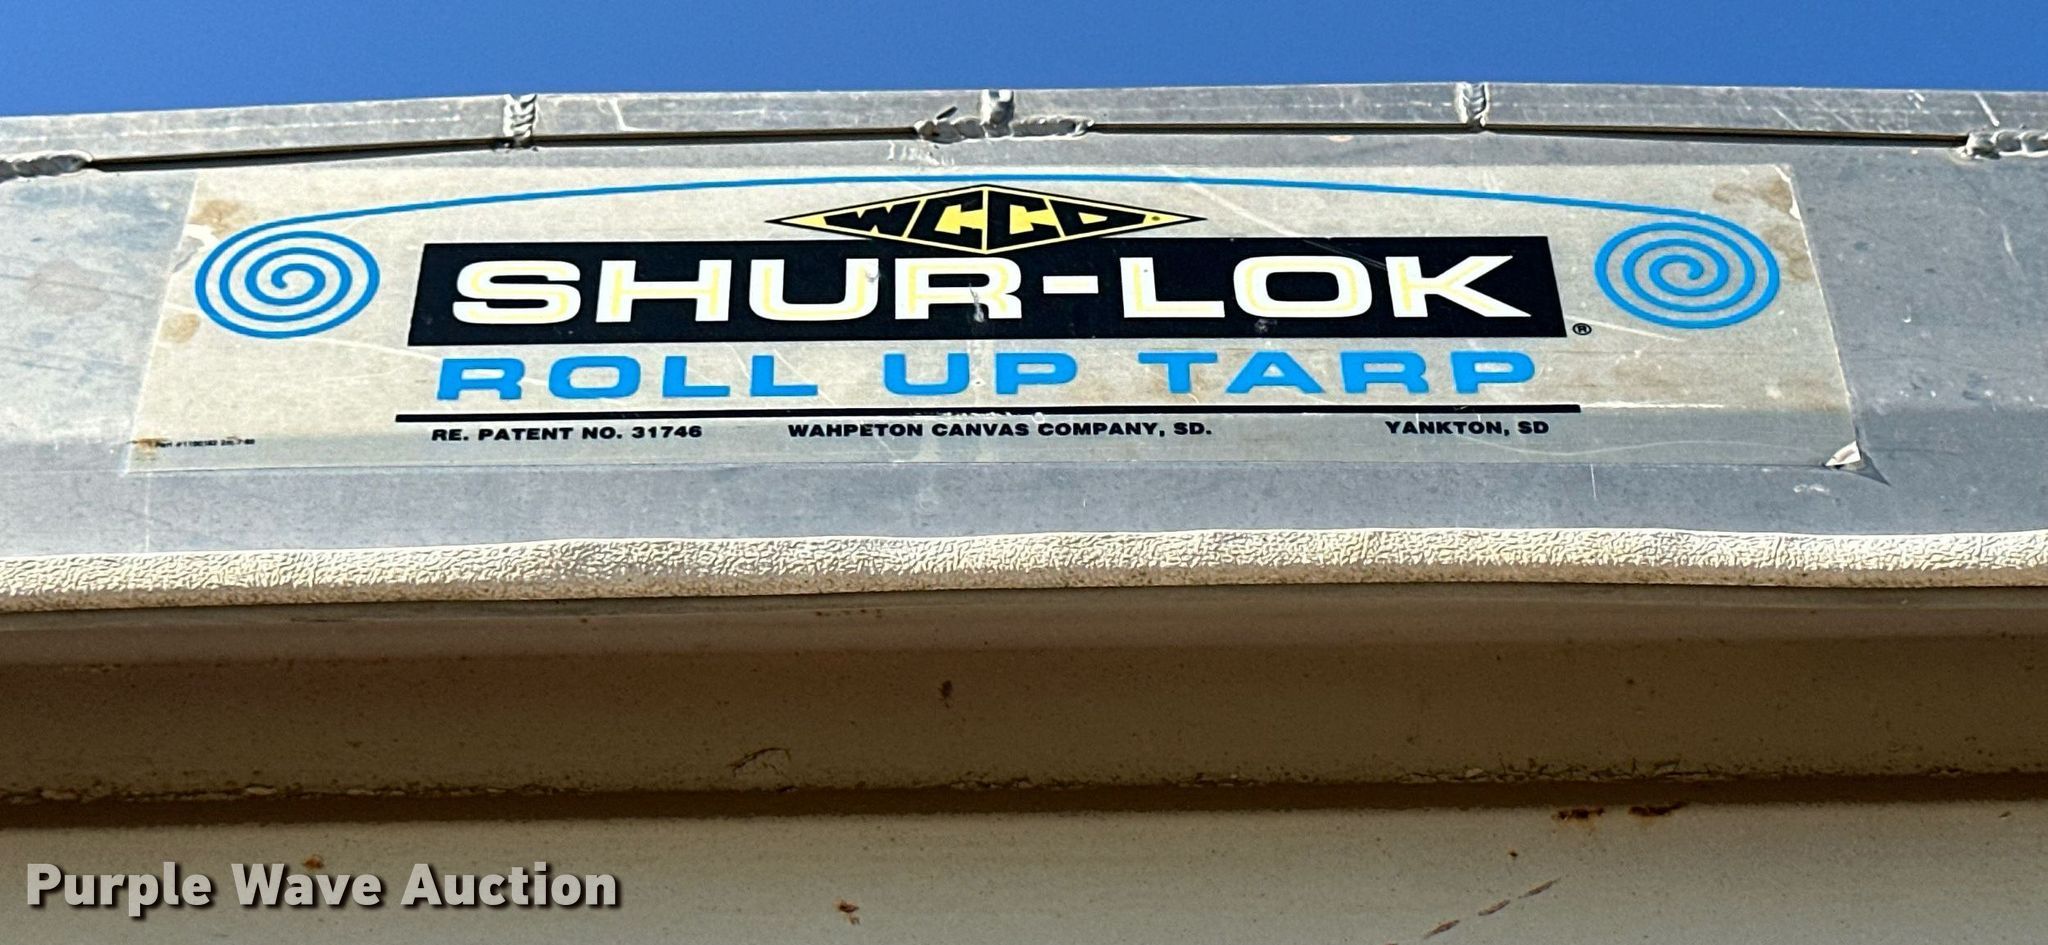 WCCO
SHUR-LOK®
ROLL UP TARP
RE. PATENT NO. 31746 WAHPETON CANVAS COMPANY, SD. YANKTON, SD
Purple Wave Auction